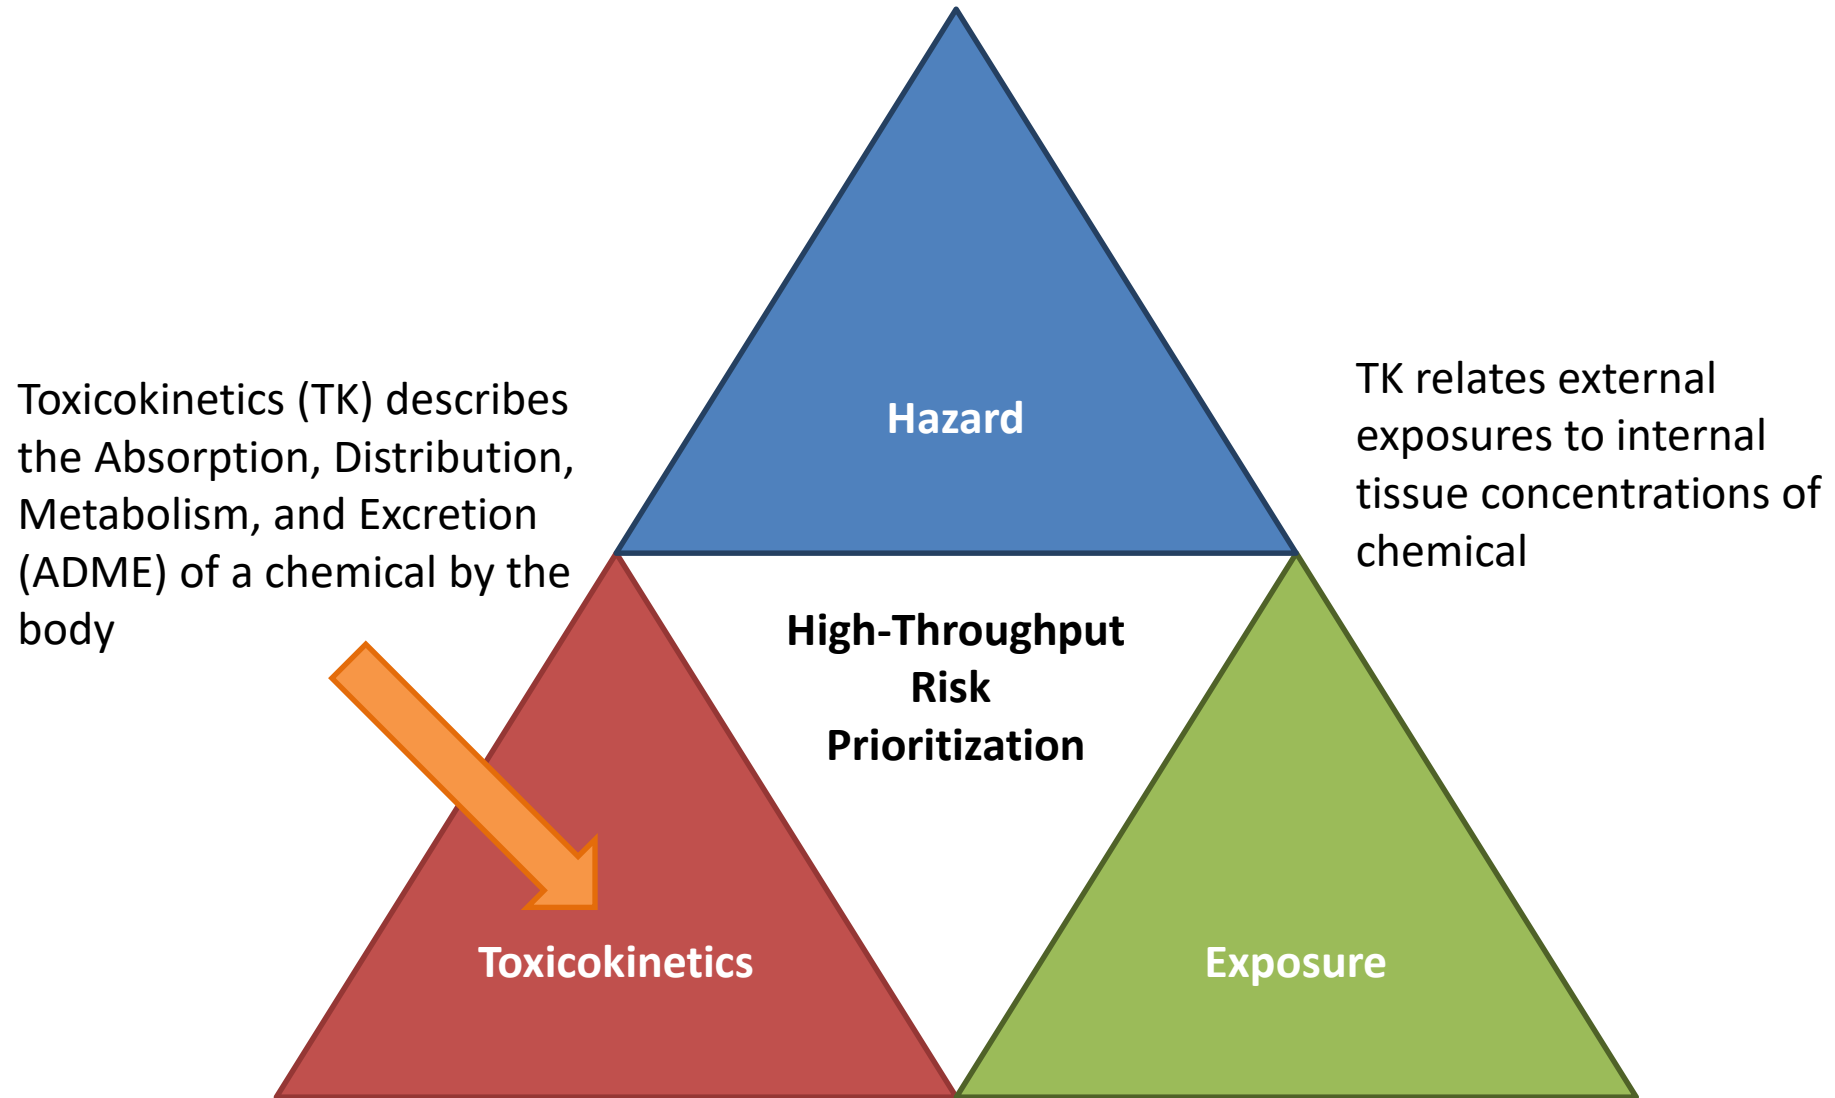 Hazard
Toxicokinetics (TK) describes
the Absorption, Distribution,
Metabolism, and Excretion
(ADME) of a chemical by the
body
TK relates external
exposures to internal
tissue concentrations of
chemical
High-Throughput
Risk
Prioritization
Toxicokinetics
Exposure